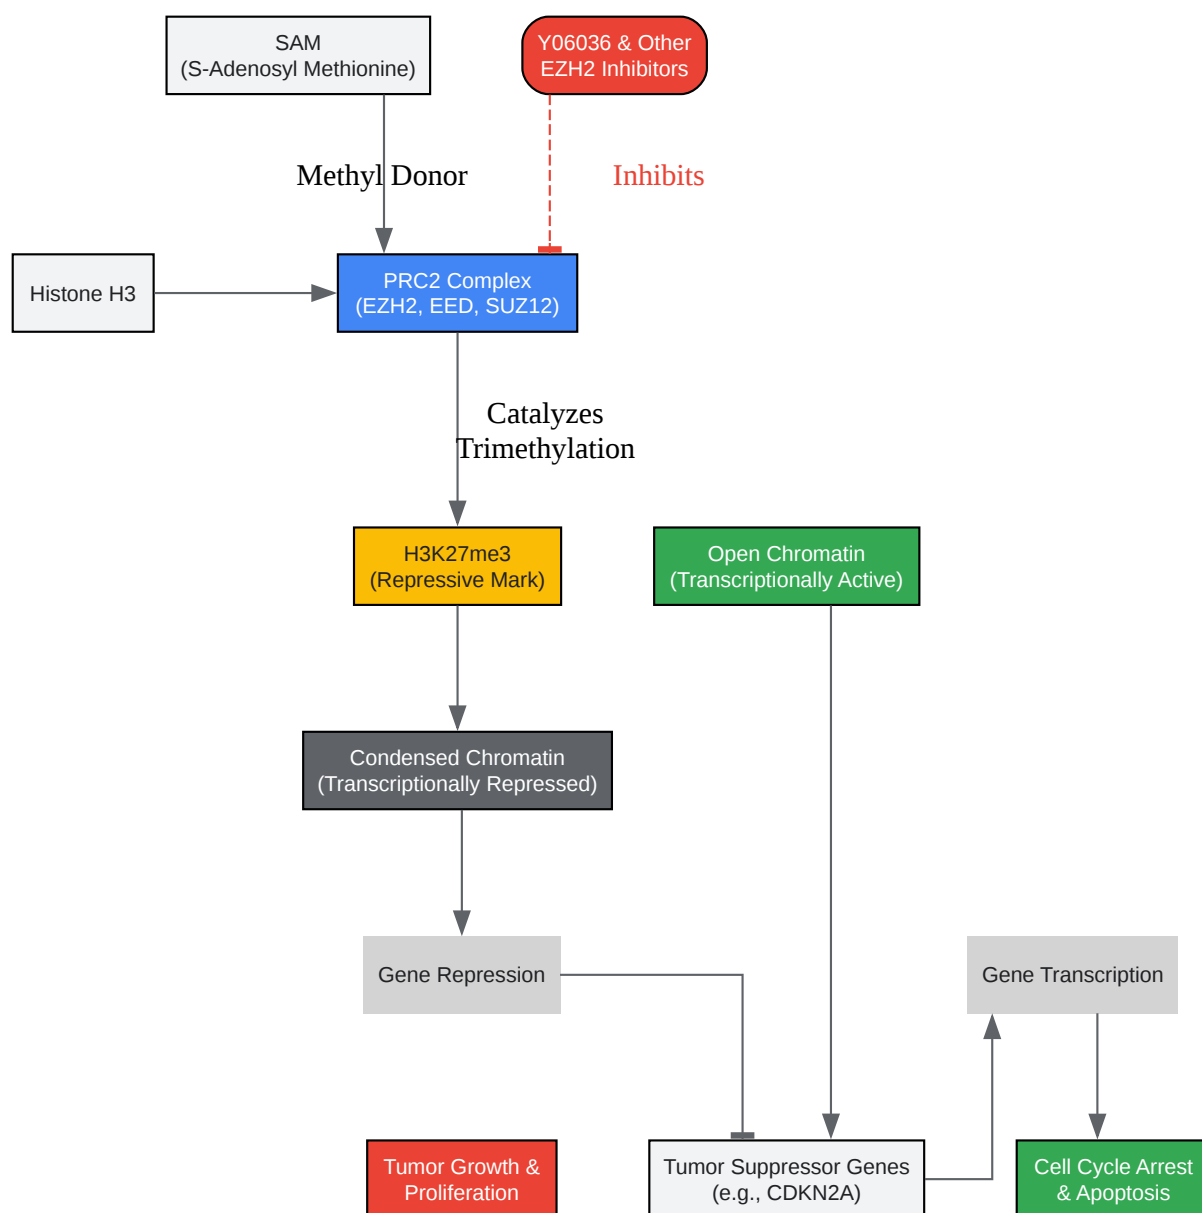 SAM
(S-Adenosyl Methionine)
Y06036 & Other
EZH2 Inhibitors
Methyl Donor
Inhibits
Histone H3
PRC2 Complex
(EZH2, EED, SUZ12)
Catalyzes
Trimethylation
H3K27me3
(Repressive Mark)
Open Chromatin
(Transcriptionally Active)
Condensed Chromatin
(Transcriptionally Repressed)
Gene Repression
Gene Transcription
Tumor Growth &
Proliferation
Tumor Suppressor Genes
(e.g., CDKN2A)
Cell Cycle Arrest
& Apoptosis